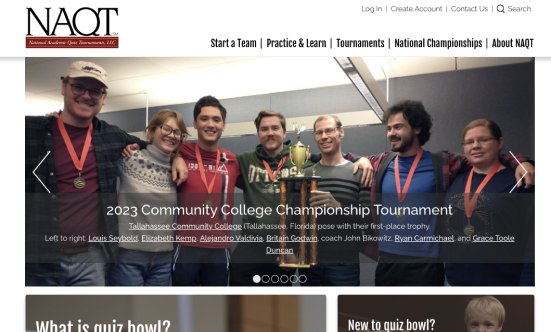 Log In | Create Account | Contact Us | Search
NAQT
National Academic Quiz Tournaments, LLC
Start a Team | Practice & Learn | Tournaments | National Championships | About NAQT
2023 Community College Championship Tournament
Tallahassee Community College (Tallahassee, Florida) pose with their first-place trophy.
Left to right: Louis Seybold, Elizabeth Kemp, Alejandro Valdivia, Britain Godwin, coach John Bikowitz, Ryan Carmichael, and Grace Toole
Duncan
What is quiz bowl?
New to quiz bowl?